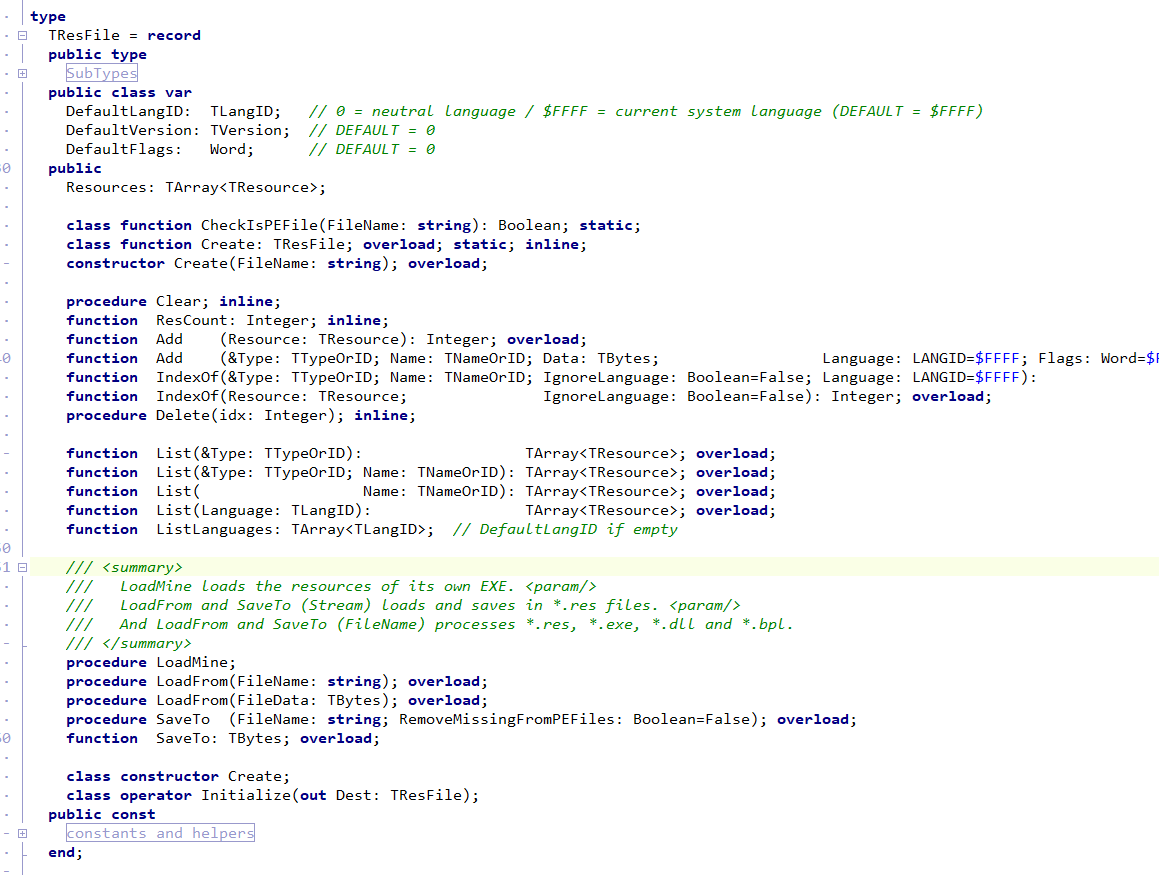 type
TResFile = record
public type
SubTypes
public class var
DefaultLangID:  TLangID;   // 0 = neutral language / $FFFF = current system language (DEFAULT = $FFFF)
DefaultVersion: TVersion;  // DEFAULT = 0
DefaultFlags:   Word;      // DEFAULT = 0
public
Resources: TArray<TResource>;
class function CheckIsPEFile(FileName: string): Boolean; static;
class function Create: TResFile; overload; static; inline;
constructor Create(FileName: string); overload;
procedure Clear; inline;
function  ResCount: Integer; inline;
function  Add    (Resource: TResource): Integer; overload;
function  Add    (&Type: TTypeOrID; Name: TNameOrID; Data: TBytes;                  Language: LANGID=$FFFF; Flags: Word=$F
function  IndexOf(&Type: TTypeOrID; Name: TNameOrID; IgnoreLanguage: Boolean=False; Language: LANGID=$FFFF):
function  IndexOf(Resource: TResource;               IgnoreLanguage: Boolean=False): Integer; overload;
procedure Delete(idx: Integer); inline;
function  List(&Type: TTypeOrID):                  TArray<TResource>; overload;
function  List(&Type: TTypeOrID; Name: TNameOrID): TArray<TResource>; overload;
function  List(                  Name: TNameOrID): TArray<TResource>; overload;
function  List(Language: TLangID):                 TArray<TResource>; overload;
function  ListLanguages: TArray<TLangID>;  // DefaultLangID if empty
/// <summary>
///   LoadMine loads the resources of its own EXE. <param/>
///   LoadFrom and SaveTo (Stream) loads and saves in *.res files. <param/>
///   And LoadFrom and SaveTo (FileName) processes *.res, *.exe, *.dll and *.bpl.
/// </summary>
procedure LoadMine;
procedure LoadFrom(FileName: string); overload;
procedure LoadFrom(FileData: TBytes); overload;
procedure SaveTo  (FileName: string; RemoveMissingFromPEFiles: Boolean=False); overload;
function  SaveTo: TBytes; overload;
class constructor Create;
class operator Initialize(out Dest: TResFile);
public const
constants and helpers
end;